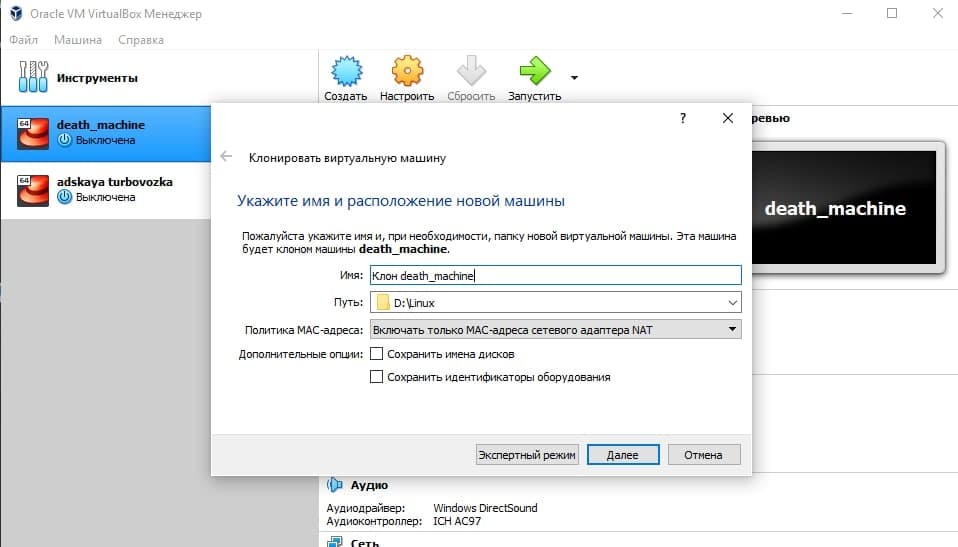 Oracle VM VirtualBox Менеджер
Файл Машина Справка
Инструменты
Создать Настроить Сбросить Запустить
64
death_machine
Выключена
64
adskaya turbovozka
Выключена
ревью
death_machine
?
Клонировать виртуальную машину
Укажите имя и расположение новой машины
Пожалуйста укажите имя и, при необходимости, папку новой виртуальной машины. Эта машина
будет клоном машины death_machine.
Имя: Клон death_machine
Путь: D:\Linux
Политика MAC-адреса: Включать только MAC-адреса сетевого адаптера NAT
Дополнительные опции: Сохранить имена дисков
Сохранить идентификаторы оборудования
Экспертный режим Далее Отмена
Аудио
Аудиодрайвер: Windows DirectSound
Аудиоконтроллер: ICH AC97
Сеть